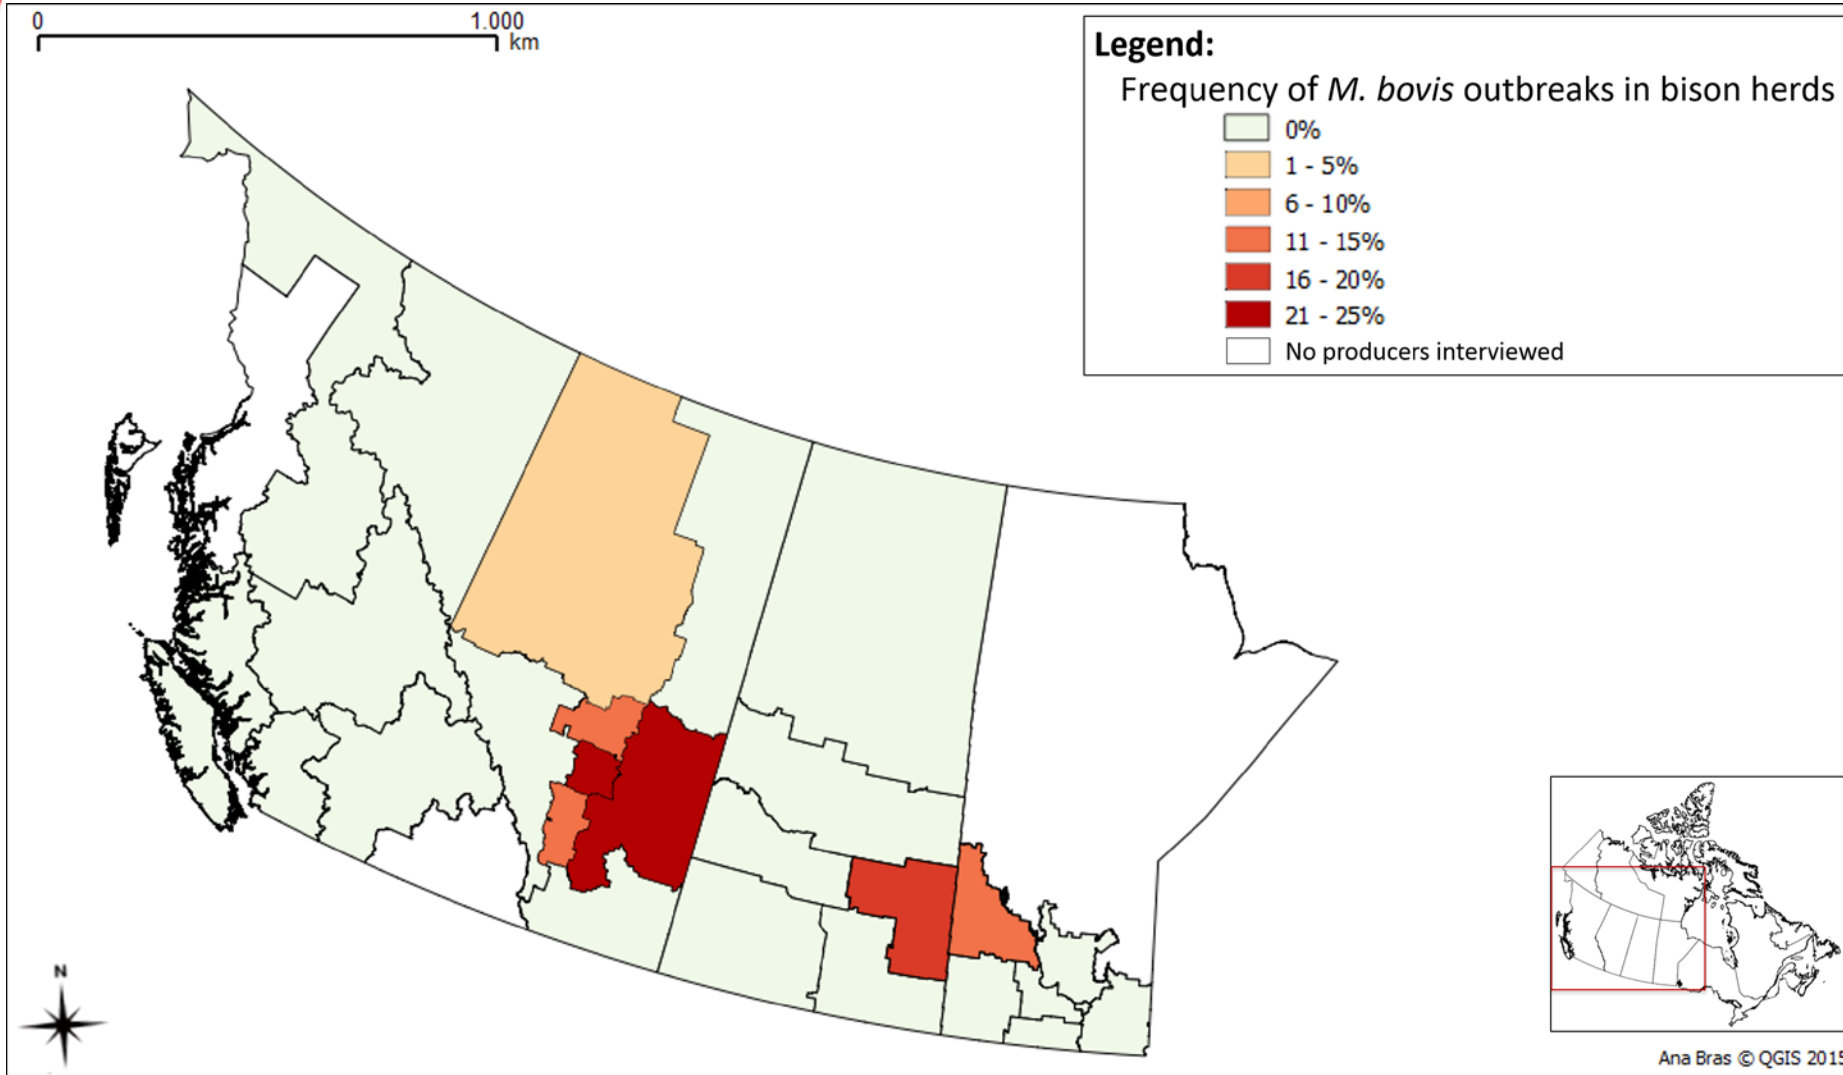 0 1.000
km
Legend:
Frequency of M. bovis outbreaks in bison herds
0%
1 - 5%
6 - 10%
11 - 15%
16 - 20%
21 - 25%
No producers interviewed
N
Ana Bras © QGIS 2015